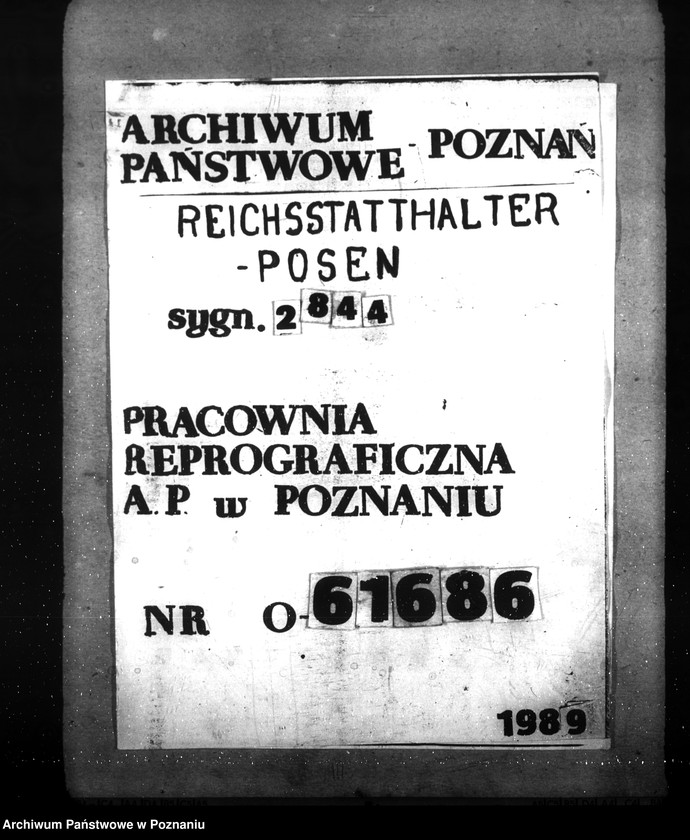 ARCHIWUM
PAŃSTWOWE - POZNAŃ
REICHSSTATTHALTER
-POSEN
sygn. 2844
PRACOWNIA
REPROGRAFICZNA
A.P. w POZNANIU
NR O-61686
1989
Archiwum Państwowe w Poznaniu